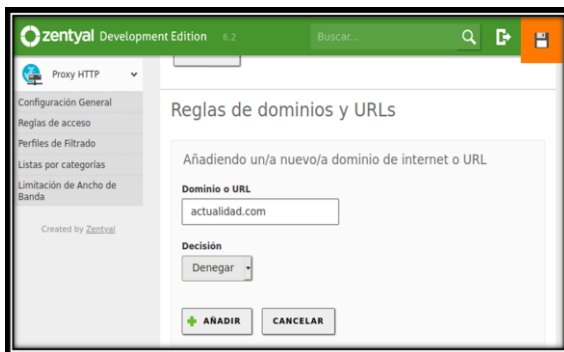 zentyal Development Edition 6.2
Buscar...
Proxy HTTP
Configuración General
Reglas de acceso
Perfiles de Filtrado
Listas por categorías
Limitación de Ancho de
Banda
Created by Zentyal
Reglas de dominios y URLs
Añadiendo un/a nuevo/a dominio de internet o URL
Dominio o URL
actualidad.com
Decisión
Denegar
AÑADIR CANCELAR